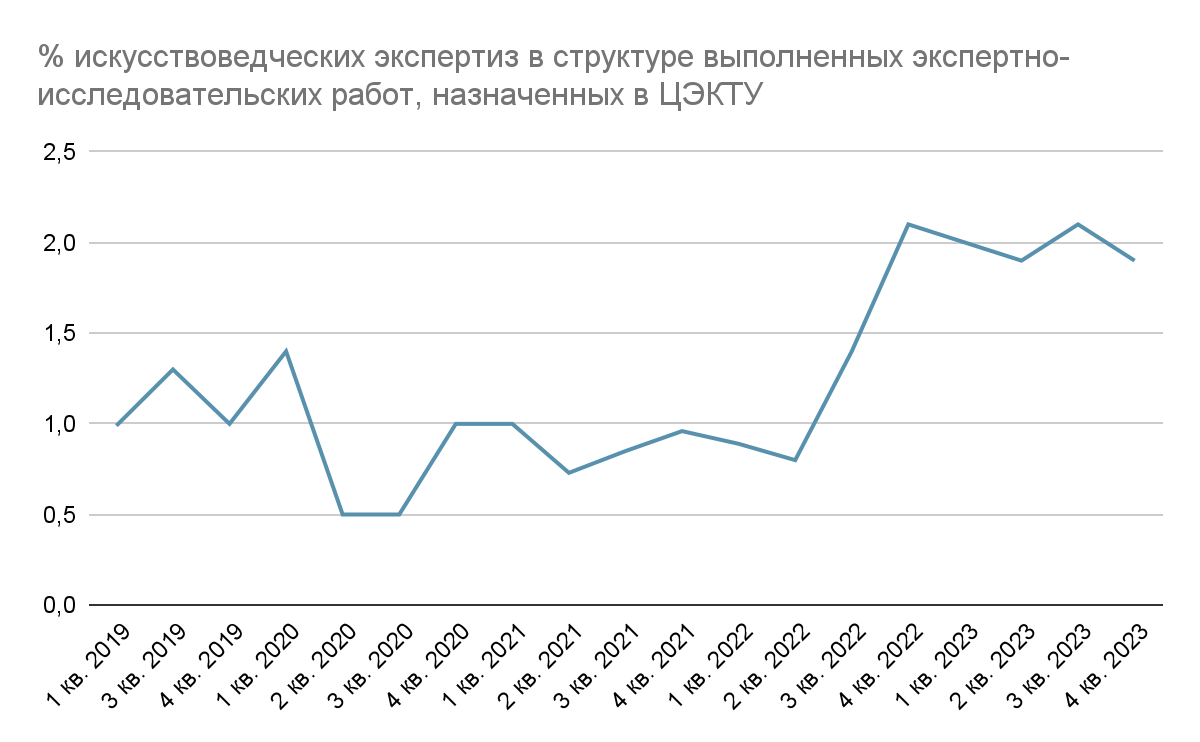 % искусствоведческих экспертиз в структуре выполненных экспертно-
исследовательских работ, назначенных в ЦЭКТУ
2,5
2,0
1,5
1,0
0,5
0,0
1 кв. 2019
3 кв. 2019
4 кв. 2019
1 кв. 2020
2 кв. 2020
3 кв. 2020
4 кв. 2020
1 кв. 2021
2 кв. 2021
3 кв. 2021
4 кв. 2021
1 кв. 2022
2 кв. 2022
3 кв. 2022
4 кв. 2022
1 кв. 2023
2 кв. 2023
3 кв. 2023
4 кв. 2023